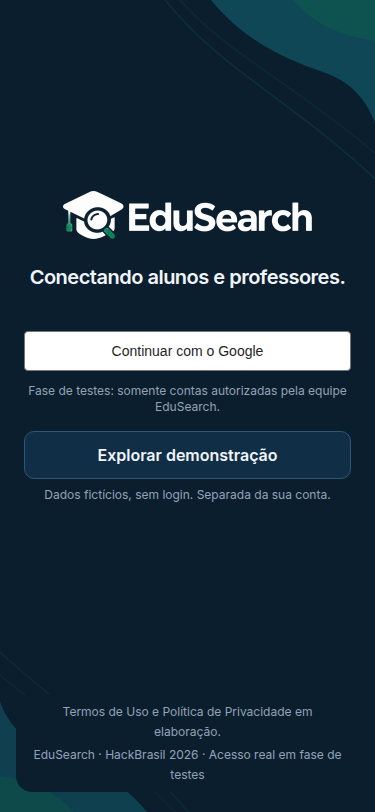 EduSearch
Conectando alunos e professores.
Continuar com o Google
Fase de testes: somente contas autorizadas pela equipe
EduSearch.
Explorar demonstração
Dados fictícios, sem login. Separada da sua conta.
Termos de Uso e Política de Privacidade em
elaboração.
EduSearch · HackBrasil 2026 · Acesso real em fase de
testes